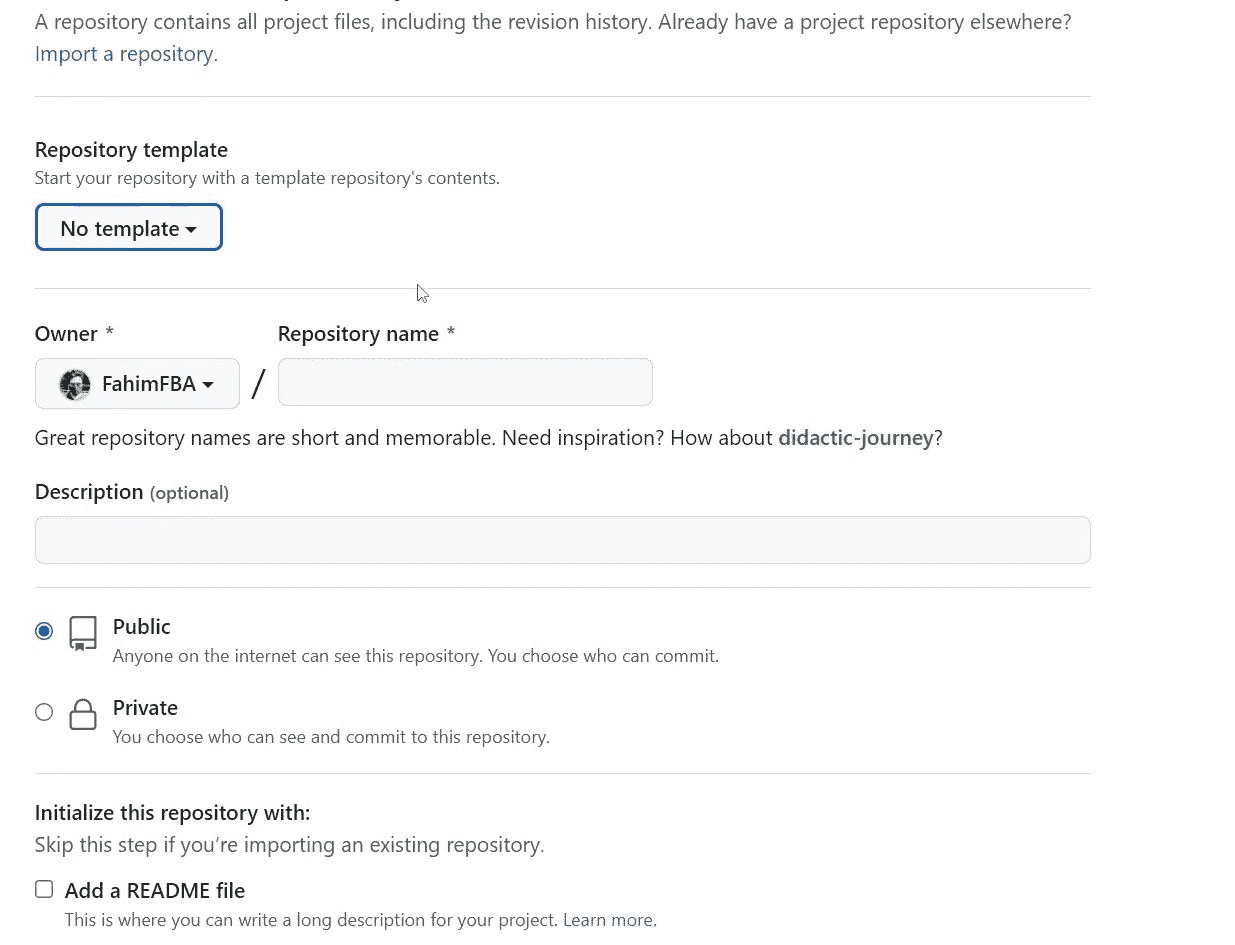 A repository contains all project files, including the revision history. Already have a project repository elsewhere?
Import a repository.
Repository template
Start your repository with a template repository's contents.
No template
Owner *
Repository name *
FahimFBA
/
Great repository names are short and memorable. Need inspiration? How about didactic-journey?
Description (optional)
Public
Anyone on the internet can see this repository. You choose who can commit.
Private
You choose who can see and commit to this repository.
Initialize this repository with:
Skip this step if you’re importing an existing repository.
Add a README file
This is where you can write a long description for your project. Learn more.